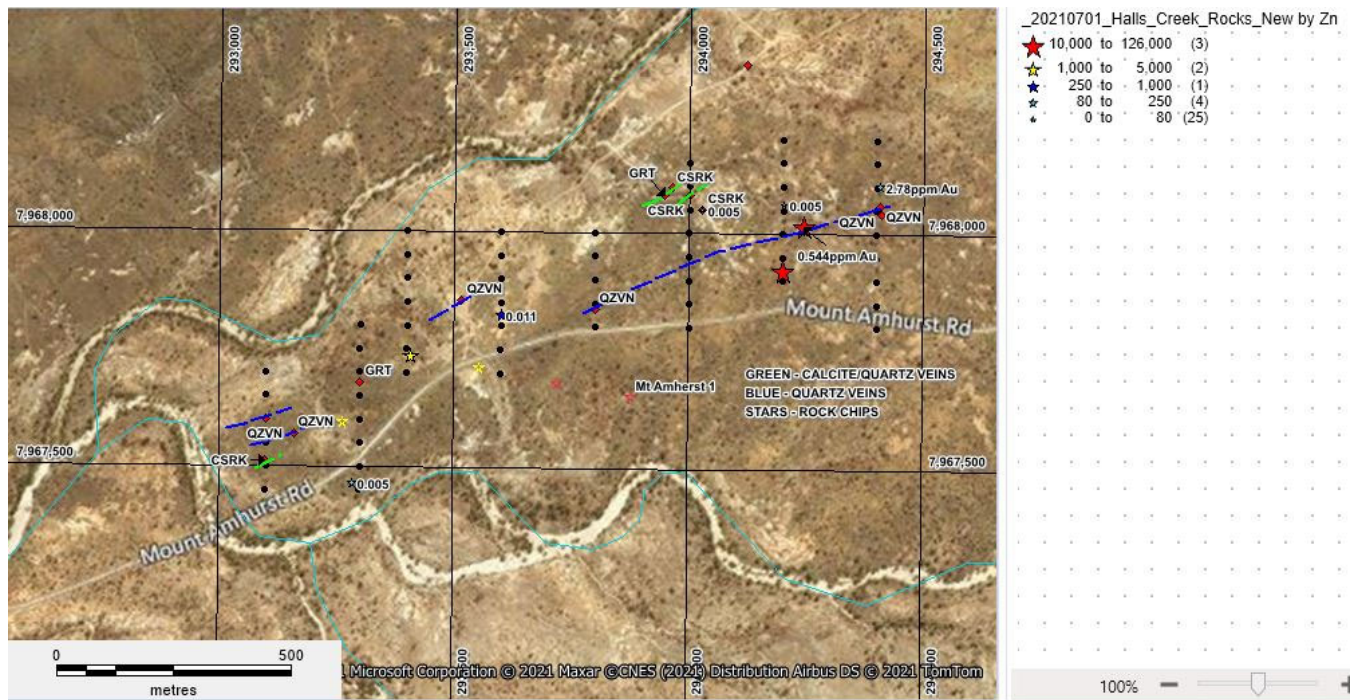 _20210701_Halls_Creek_Rocks_New by Zn
10,000 to 126,000 (3)
1,000 to 5,000 (2)
250 to 1,000 (1)
80 to 250 (4)
0 to 80 (25)
293,000
293,500
294,000
294,500
GRT
CSRK
CSRK
CSRK
0.005
0.005
2.78ppm Au
QZVN
QZVN
7,968,000
7,968,000
0.544ppm Au
QZVN
0.011
QZVN
Mount Amhurst Rd
GRT
Mt Amherst 1
GREEN - CALCITE/QUARTZ VEINS
BLUE - QUARTZ VEINS
STARS - ROCK CHIPS
QZVN
QZVN
CSRK
7,967,500
7,967,500
0.005
Mount Amhurst Rd
0 500
metres
Microsoft Corporation © 2021 Maxar ©CNES (2021) Distribution Airbus DS © 2021 TomTom
100%